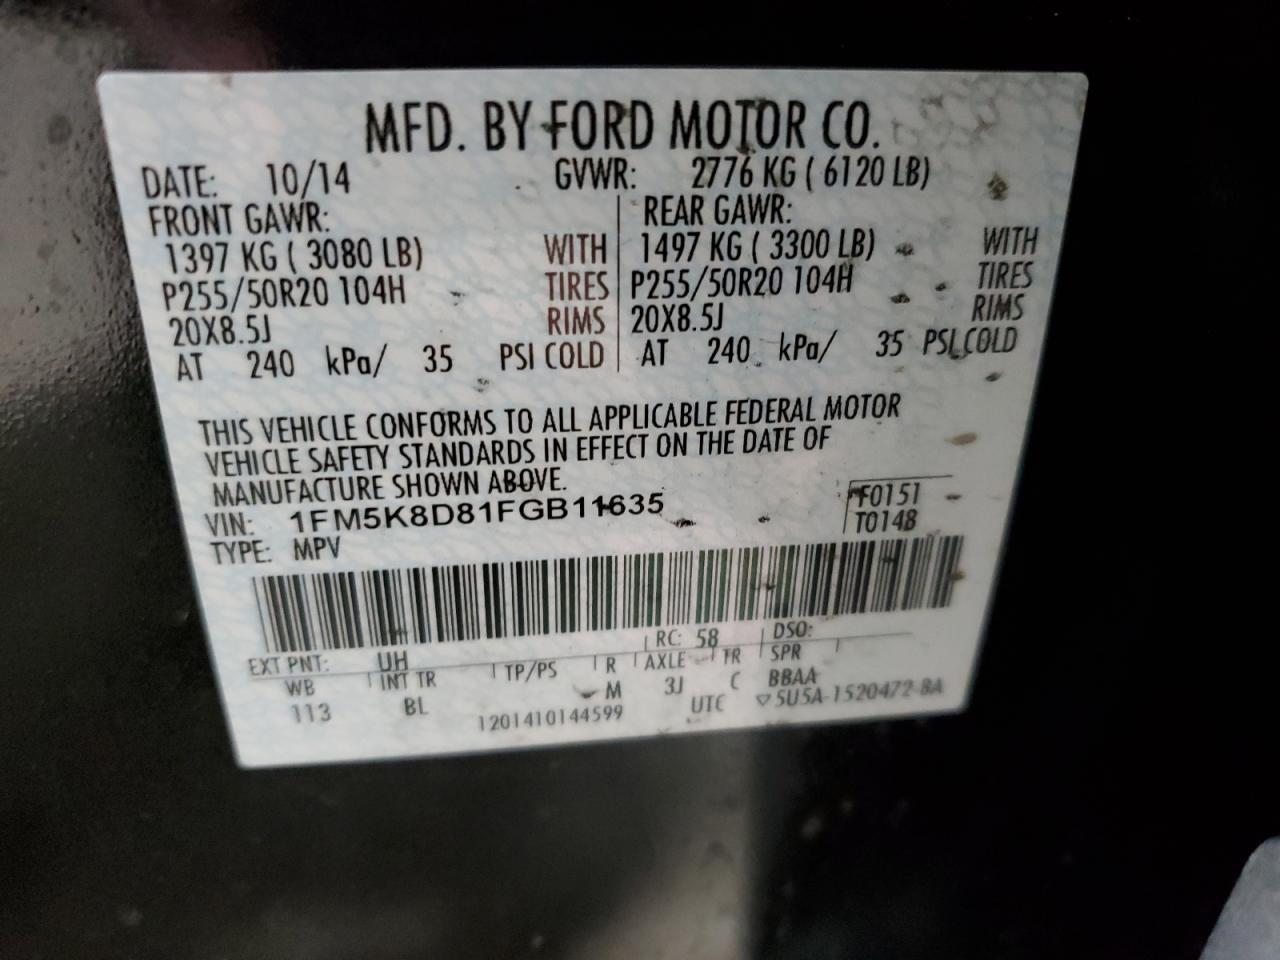 MFD. BY FORD MOTOR CO.
DATE: 10/14 GVWR: 2776 KG ( 6120 LB)
FRONT GAWR: REAR GAWR:
1397 KG ( 3080 LB) WITH 1497 KG ( 3300 LB) WITH
P255/50R20 104H TIRES P255/50R20 104H TIRES
20X8.5J RIMS 20X8.5J RIMS
AT 240 kPa/ 35 PSI COLD AT 240 kPa/ 35 PSI COLD
THIS VEHICLE CONFORMS TO ALL APPLICABLE FEDERAL MOTOR
VEHICLE SAFETY STANDARDS IN EFFECT ON THE DATE OF
MANUFACTURE SHOWN ABOVE.
VIN: 1FM5K8D81FGB11635 F0151
TYPE: MPV T0148
EXT PNT: UH RC: 58 DSO:
WB INT TR TP/PS R AXLE TR SPR
113 BL M 3J C BBAA
1201410144599 UTC ▽5U5A-1520472-BA